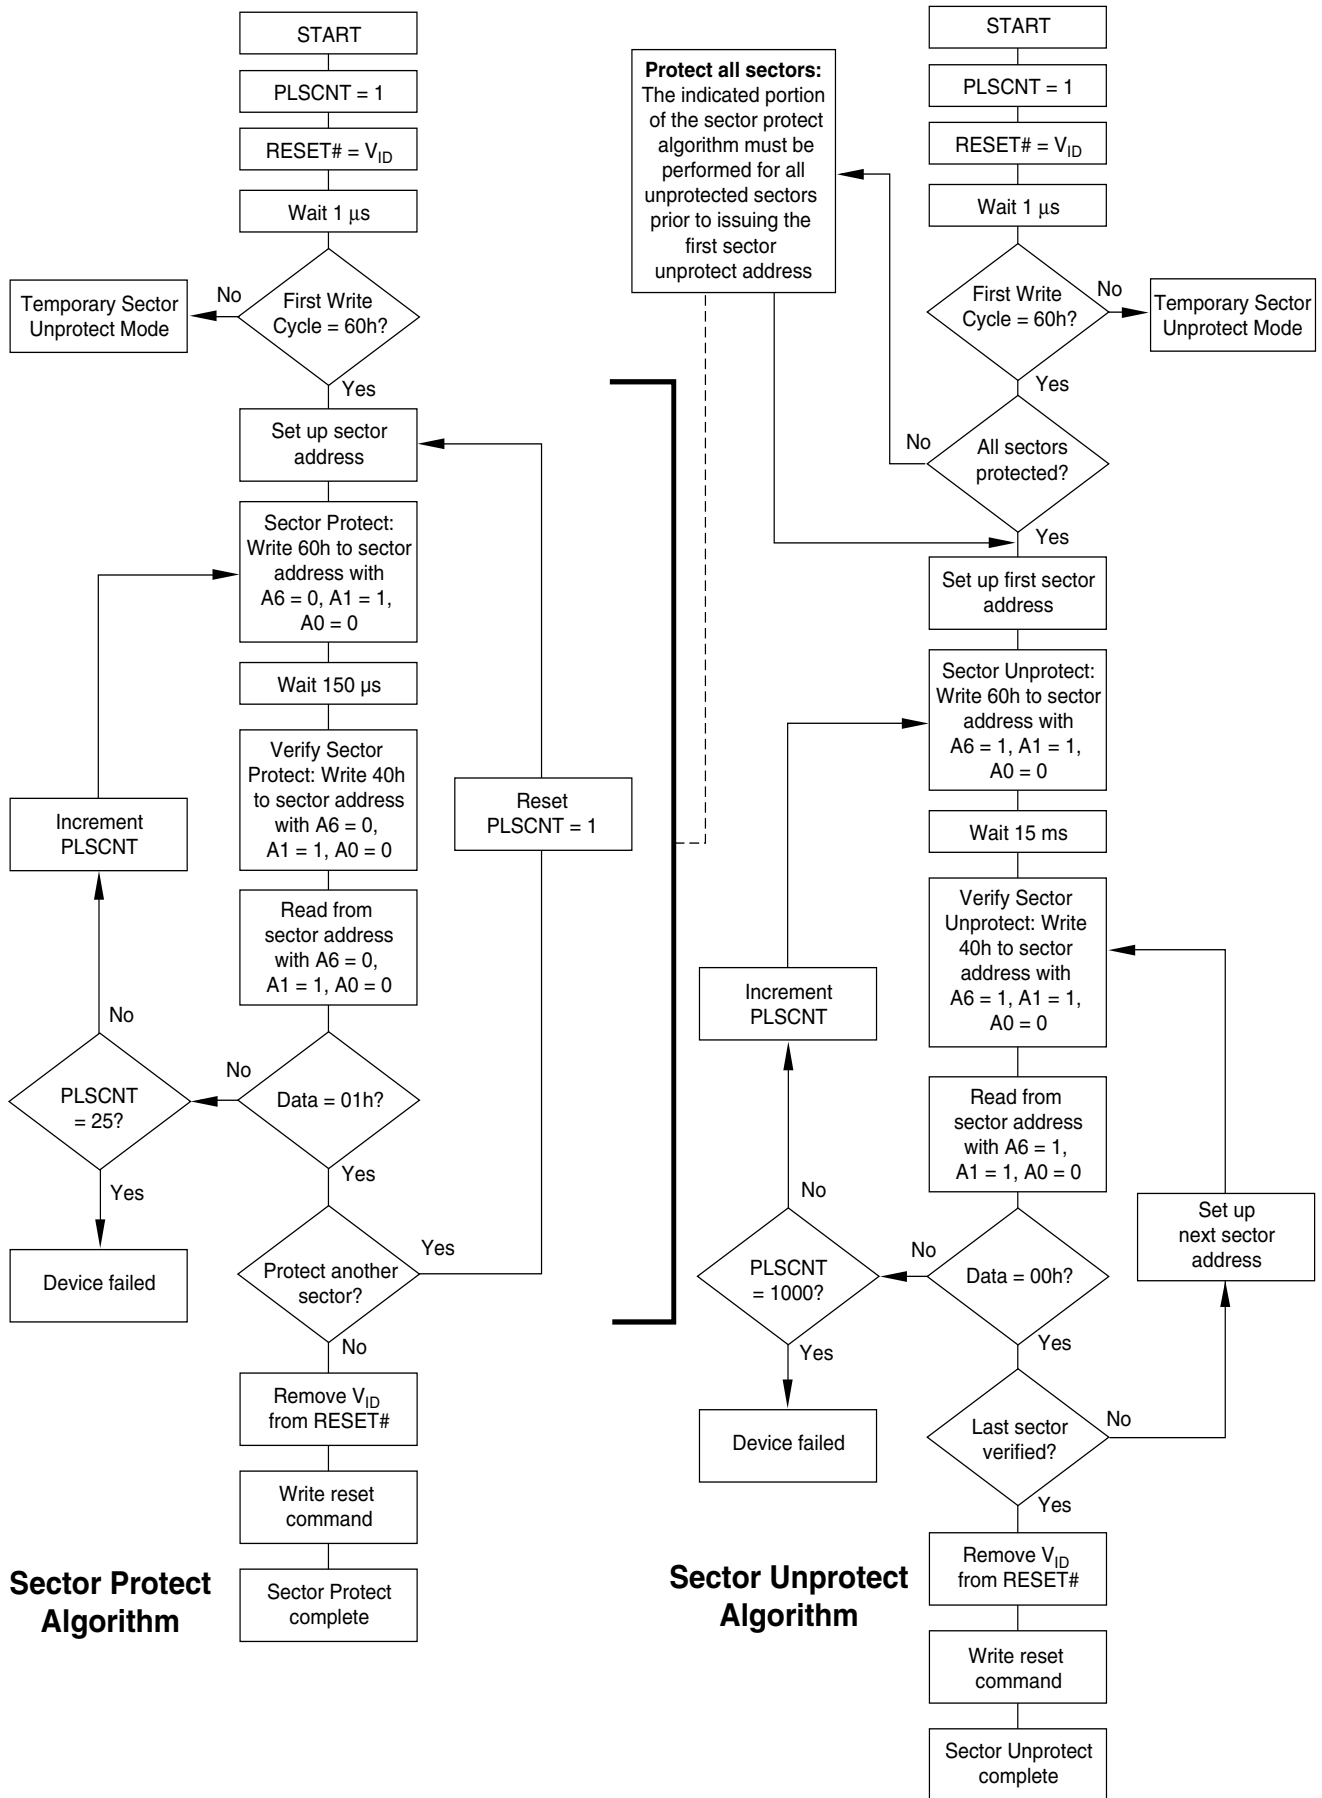 START
PLSCNT = 1
RESET# = VID
Wait 1 μs
First Write
Cycle = 60h?
No
Temporary Sector
Unprotect Mode
Yes
Set up sector
address
Sector Protect:
Write 60h to sector
address with
A6 = 0, A1 = 1,
A0 = 0
Wait 150 µs
Verify Sector
Protect: Write 40h
to sector address
with A6 = 0,
A1 = 1, A0 = 0
Reset
PLSCNT = 1
Increment
PLSCNT
Read from
sector address
with A6 = 0,
A1 = 1, A0 = 0
No
PLSCNT
= 25?
No
Data = 01h?
Yes
Yes
Device failed
Protect another
sector?
Yes
No
Remove VID
from RESET#
Write reset
command
Sector Protect
complete
Sector Protect
Algorithm
Protect all sectors:
The indicated portion
of the sector protect
algorithm must be
performed for all
unprotected sectors
prior to issuing the
first sector
unprotect address
START
PLSCNT = 1
RESET# = VID
Wait 1 μs
First Write
Cycle = 60h?
No
Temporary Sector
Unprotect Mode
Yes
No
All sectors
protected?
Yes
Set up first sector
address
Sector Unprotect:
Write 60h to sector
address with
A6 = 1, A1 = 1,
A0 = 0
Wait 15 ms
Verify Sector
Unprotect: Write
40h to sector
address with
A6 = 1, A1 = 1,
A0 = 0
Increment
PLSCNT
Read from
sector address
with A6 = 1,
A1 = 1, A0 = 0
No
Set up
next sector
address
PLSCNT
= 1000?
No
Data = 00h?
Yes
Yes
Device failed
Last sector
verified?
No
Yes
Remove VID
from RESET#
Write reset
command
Sector Unprotect
complete
Sector Unprotect
Algorithm